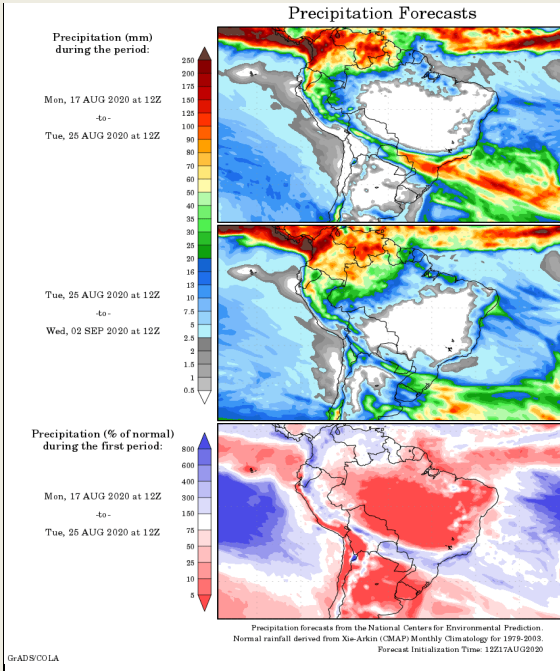 Precipitation Forecasts
Precipitation (mm)
during the period:
Mon, 17 AUG 2020 at 12Z
-to-
Tue, 25 AUG 2020 at 12Z
250
200
175
150
125
100
90
80
70
60
50
40
35
30
25
20
16
13
10
7.5
5
2.5
2
1.5
1
0.5
Tue, 25 AUG 2020 at 12Z
-to-
Wed, 02 SEP 2020 at 12Z
Precipitation (% of normal)
during the first period:
Mon, 17 AUG 2020 at 12Z
-to-
Tue, 25 AUG 2020 at 12Z
800
600
400
300
150
75
50
25
10
5
Precipitation forecasts from the National Centers for Environmental Prediction.
Normal rainfall derived from Xie-Arkin (CMAP) Monthly Climatology for 1979-2003.
Forecast Initialization Time: 12Z17AUG2020
GrADS/COLA